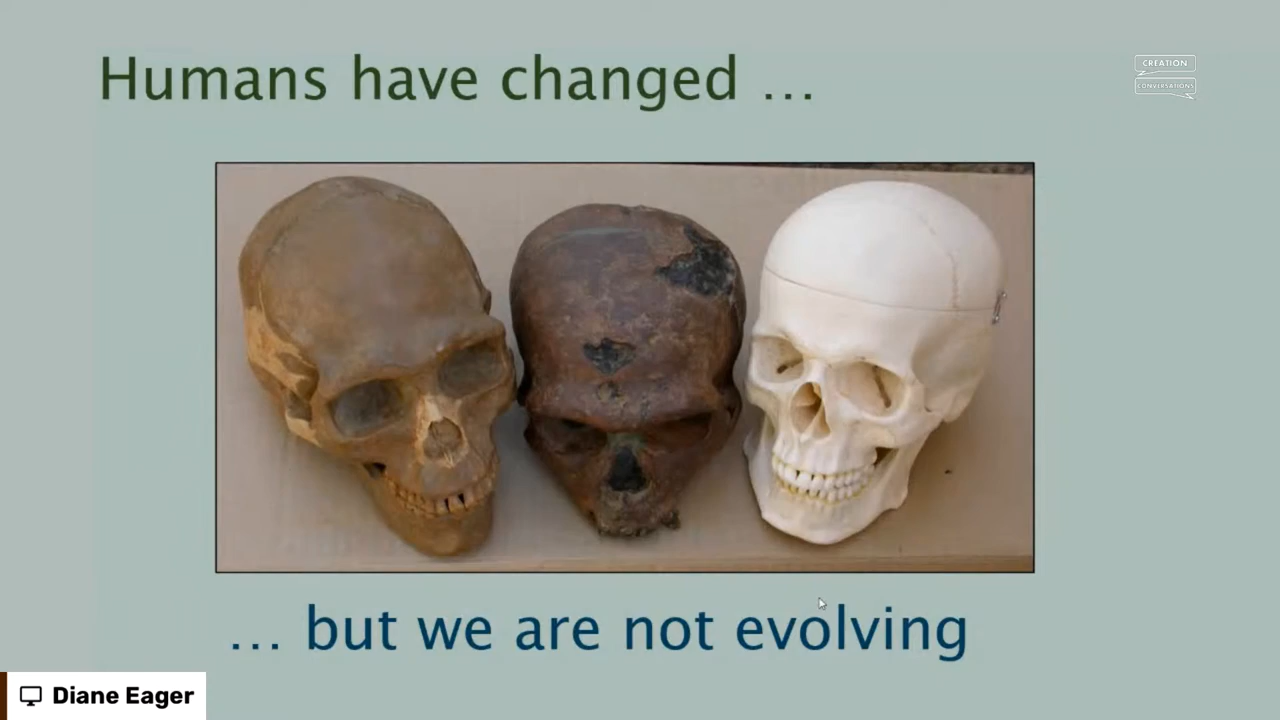 Humans have changed ...
CREATION
CONVERSATIONS
... but we are not evolving
Diane Eager